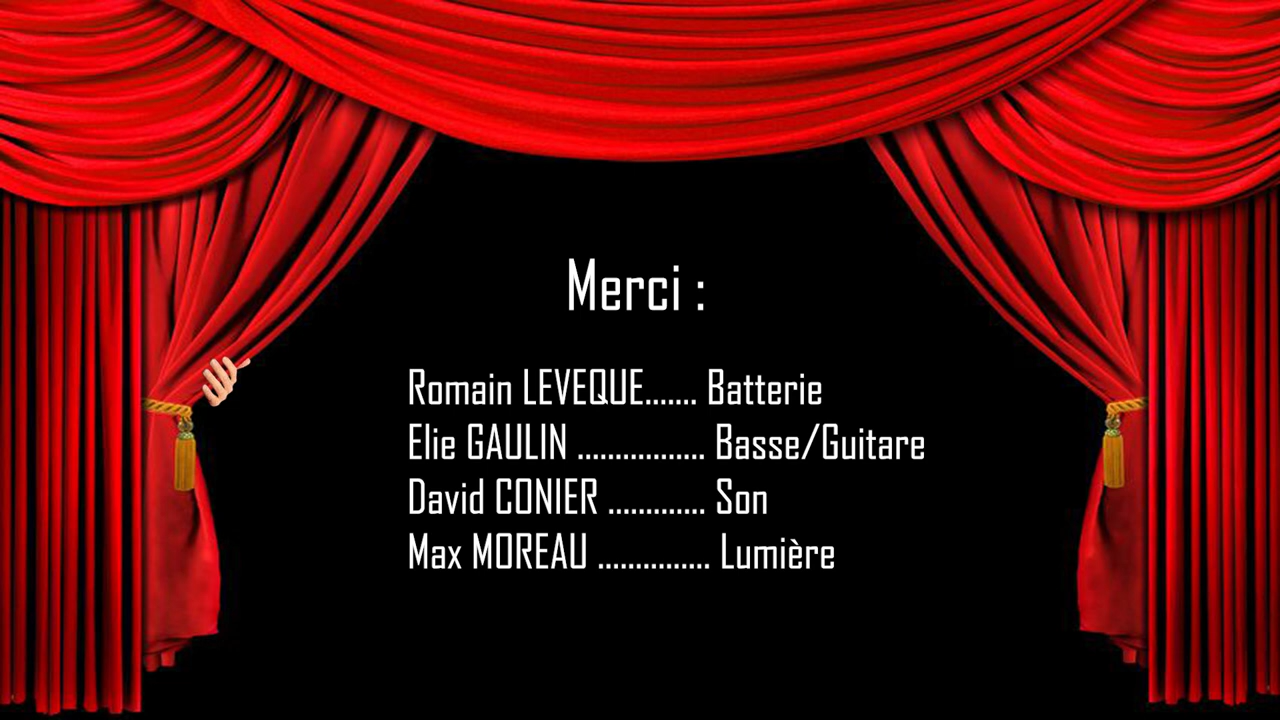 Merci :
Romain LEVEQUE....... Batterie
Elie GAULIN ................. Basse/Guitare
David CONIER ............. Son
Max MOREAU ............... Lumière